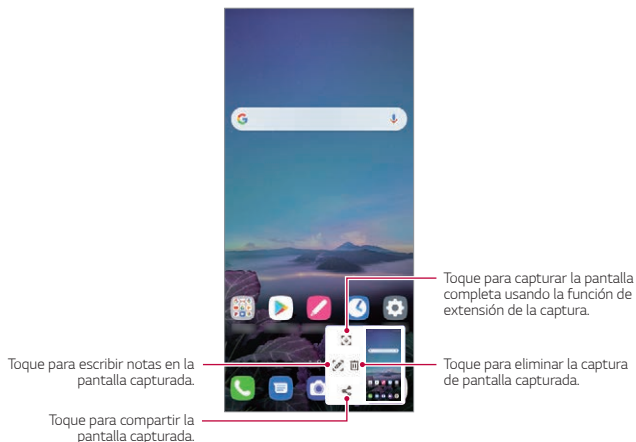 Toque para capturar la pantalla
completa usando la función de
extensión de la captura.
Toque para escribir notas en la
pantalla capturada.
Toque para eliminar la captura
de pantalla capturada.
Toque para compartir la
pantalla capturada.